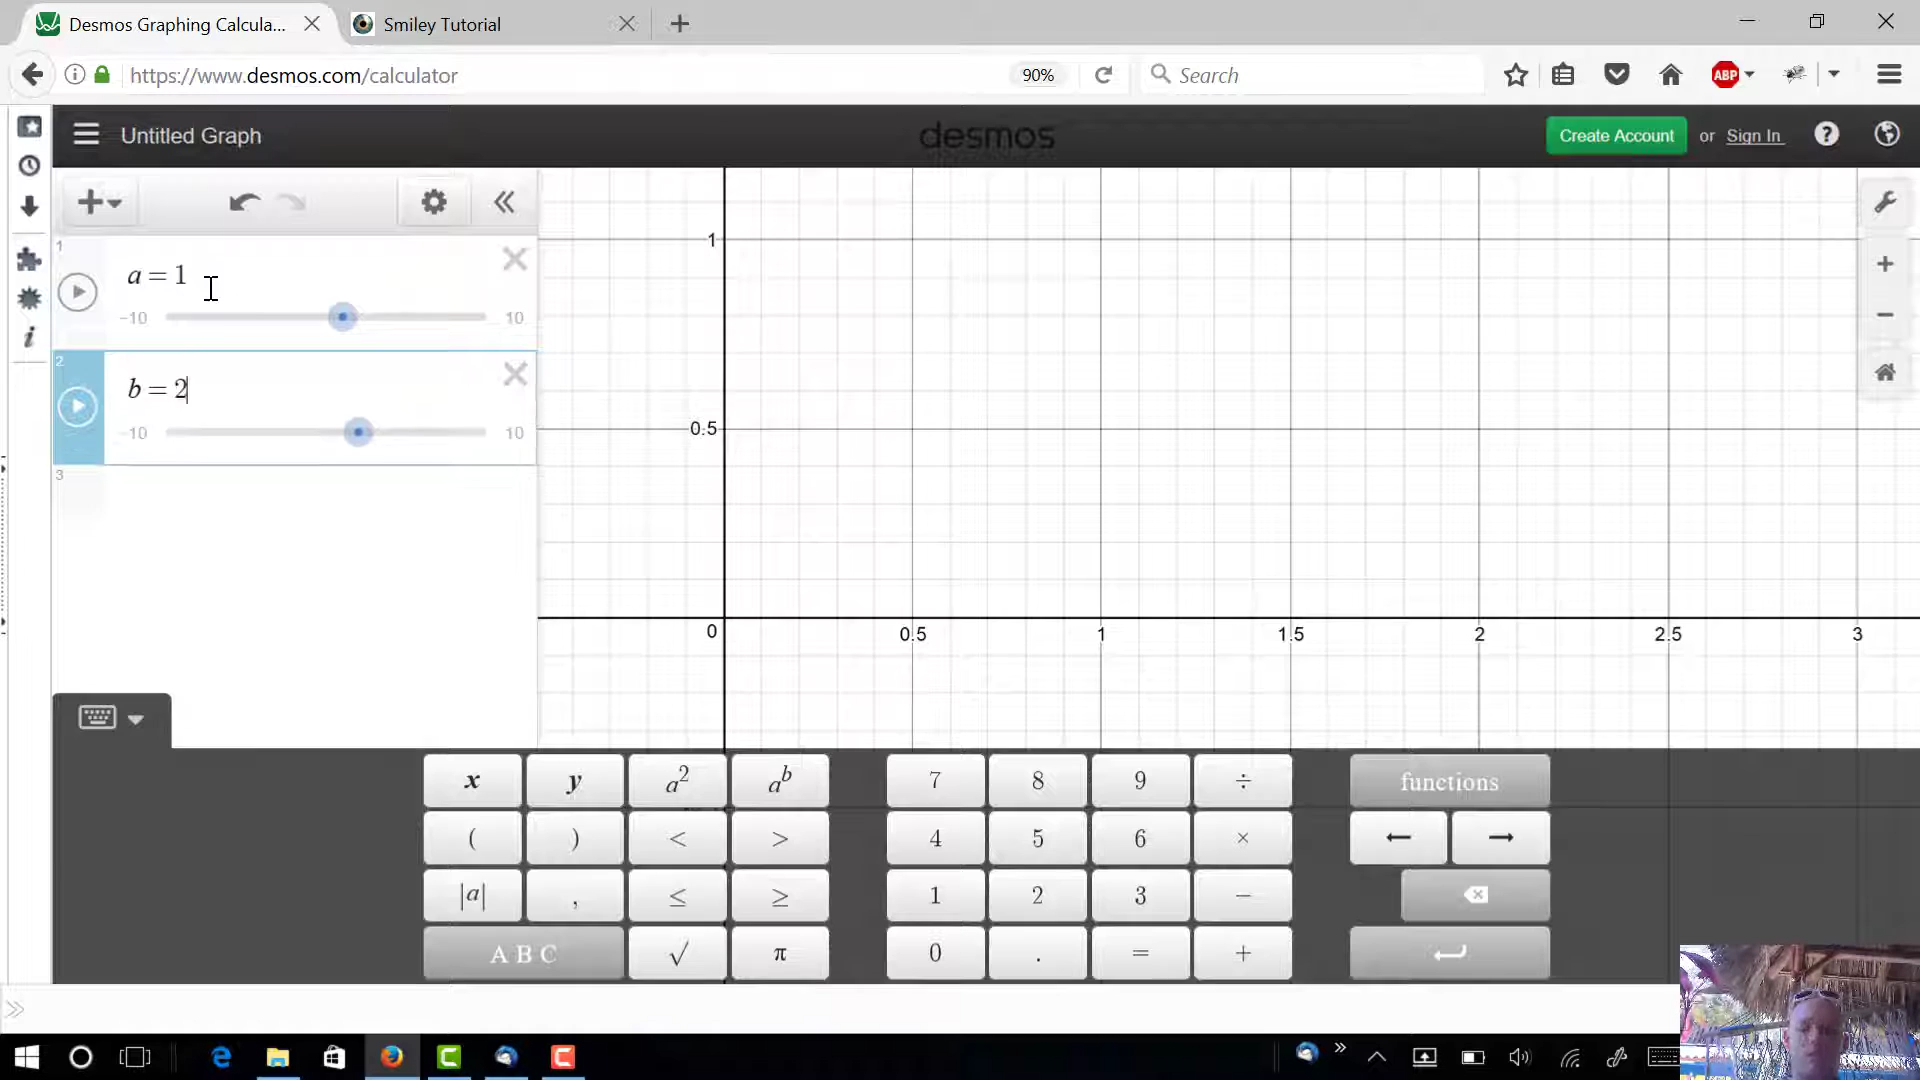 Desmos Graphing Calcula...
Smiley Tutorial
https://www.desmos.com/calculator
90%
Search
ABP
Untitled Graph
desmos
Create Account or Sign In
1
a = 1
-10
10
2
b = 2
-10
10
3
1
0.5
0
0.5
1
1.5
2
2.5
3
x y a² aᵇ 7 8 9 ÷ functions
( ) < > 4 5 6 × ← →
|a| , ≤ ≥ 1 2 3 −
A B C √ π 0 . = +